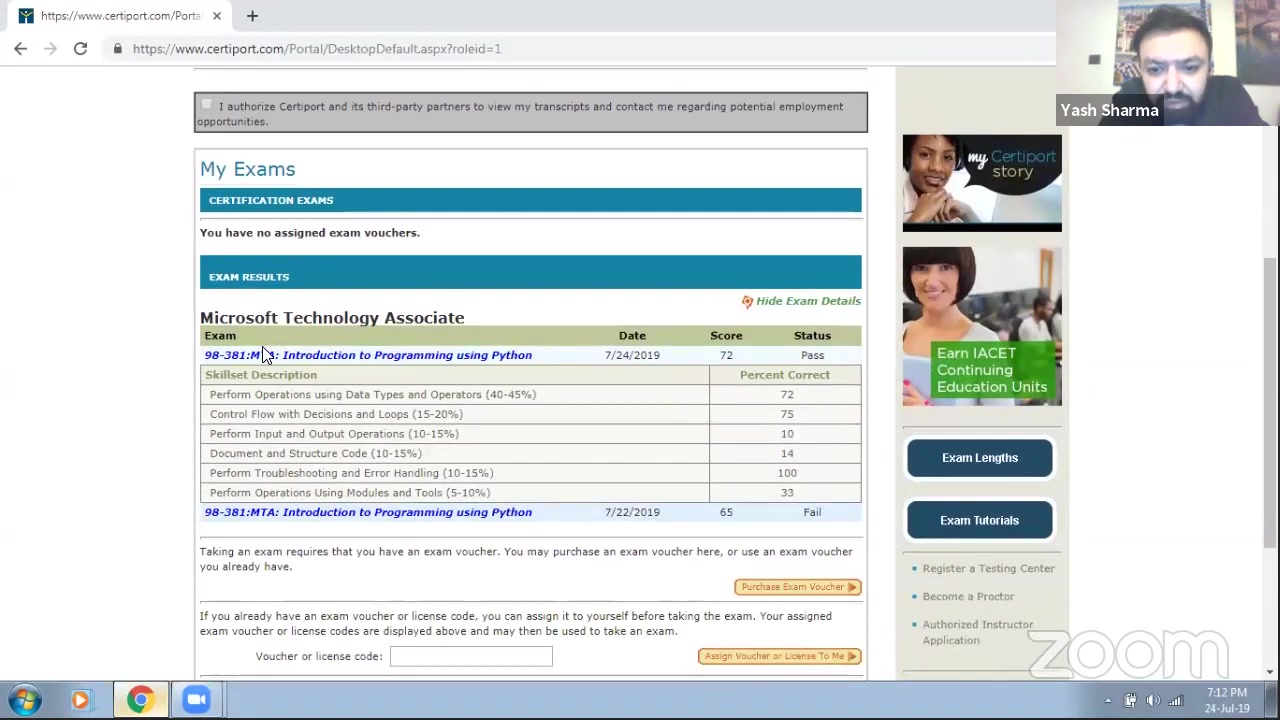 https://www.certiport.com/Porta
https://www.certiport.com/Portal/DesktopDefault.aspx?roleid=1
Yash Sharma
I authorize Certiport and its third-party partners to view my transcripts and contact me regarding potential employment
opportunities.
My Exams
CERTIFICATION EXAMS
You have no assigned exam vouchers.
EXAM RESULTS
Hide Exam Details
Microsoft Technology Associate
Exam Date Score Status
98-381:MTA: Introduction to Programming using Python 7/24/2019 72 Pass
Skillset Description Percent Correct
Perform Operations using Data Types and Operators (40-45%) 72
Control Flow with Decisions and Loops (15-20%) 75
Perform Input and Output Operations (10-15%) 10
Document and Structure Code (10-15%) 14
Perform Troubleshooting and Error Handling (10-15%) 100
Perform Operations Using Modules and Tools (5-10%) 33
98-381:MTA: Introduction to Programming using Python 7/22/2019 65 Fail
Taking an exam requires that you have an exam voucher. You may purchase an exam voucher here, or use an exam voucher
you already have.
Purchase Exam Voucher
If you already have an exam voucher or license code, you can assign it to yourself before taking the exam. Your assigned
exam voucher or license codes are displayed above and may then be used to take an exam.
Voucher or license code:
Assign Voucher or License To Me
my Certiport
story
Earn IACET
Continuing
Education Units
Exam Lengths
Exam Tutorials
Register a Testing Center
Become a Proctor
Authorized Instructor
Application
zoom
7:12 PM
24-Jul-19